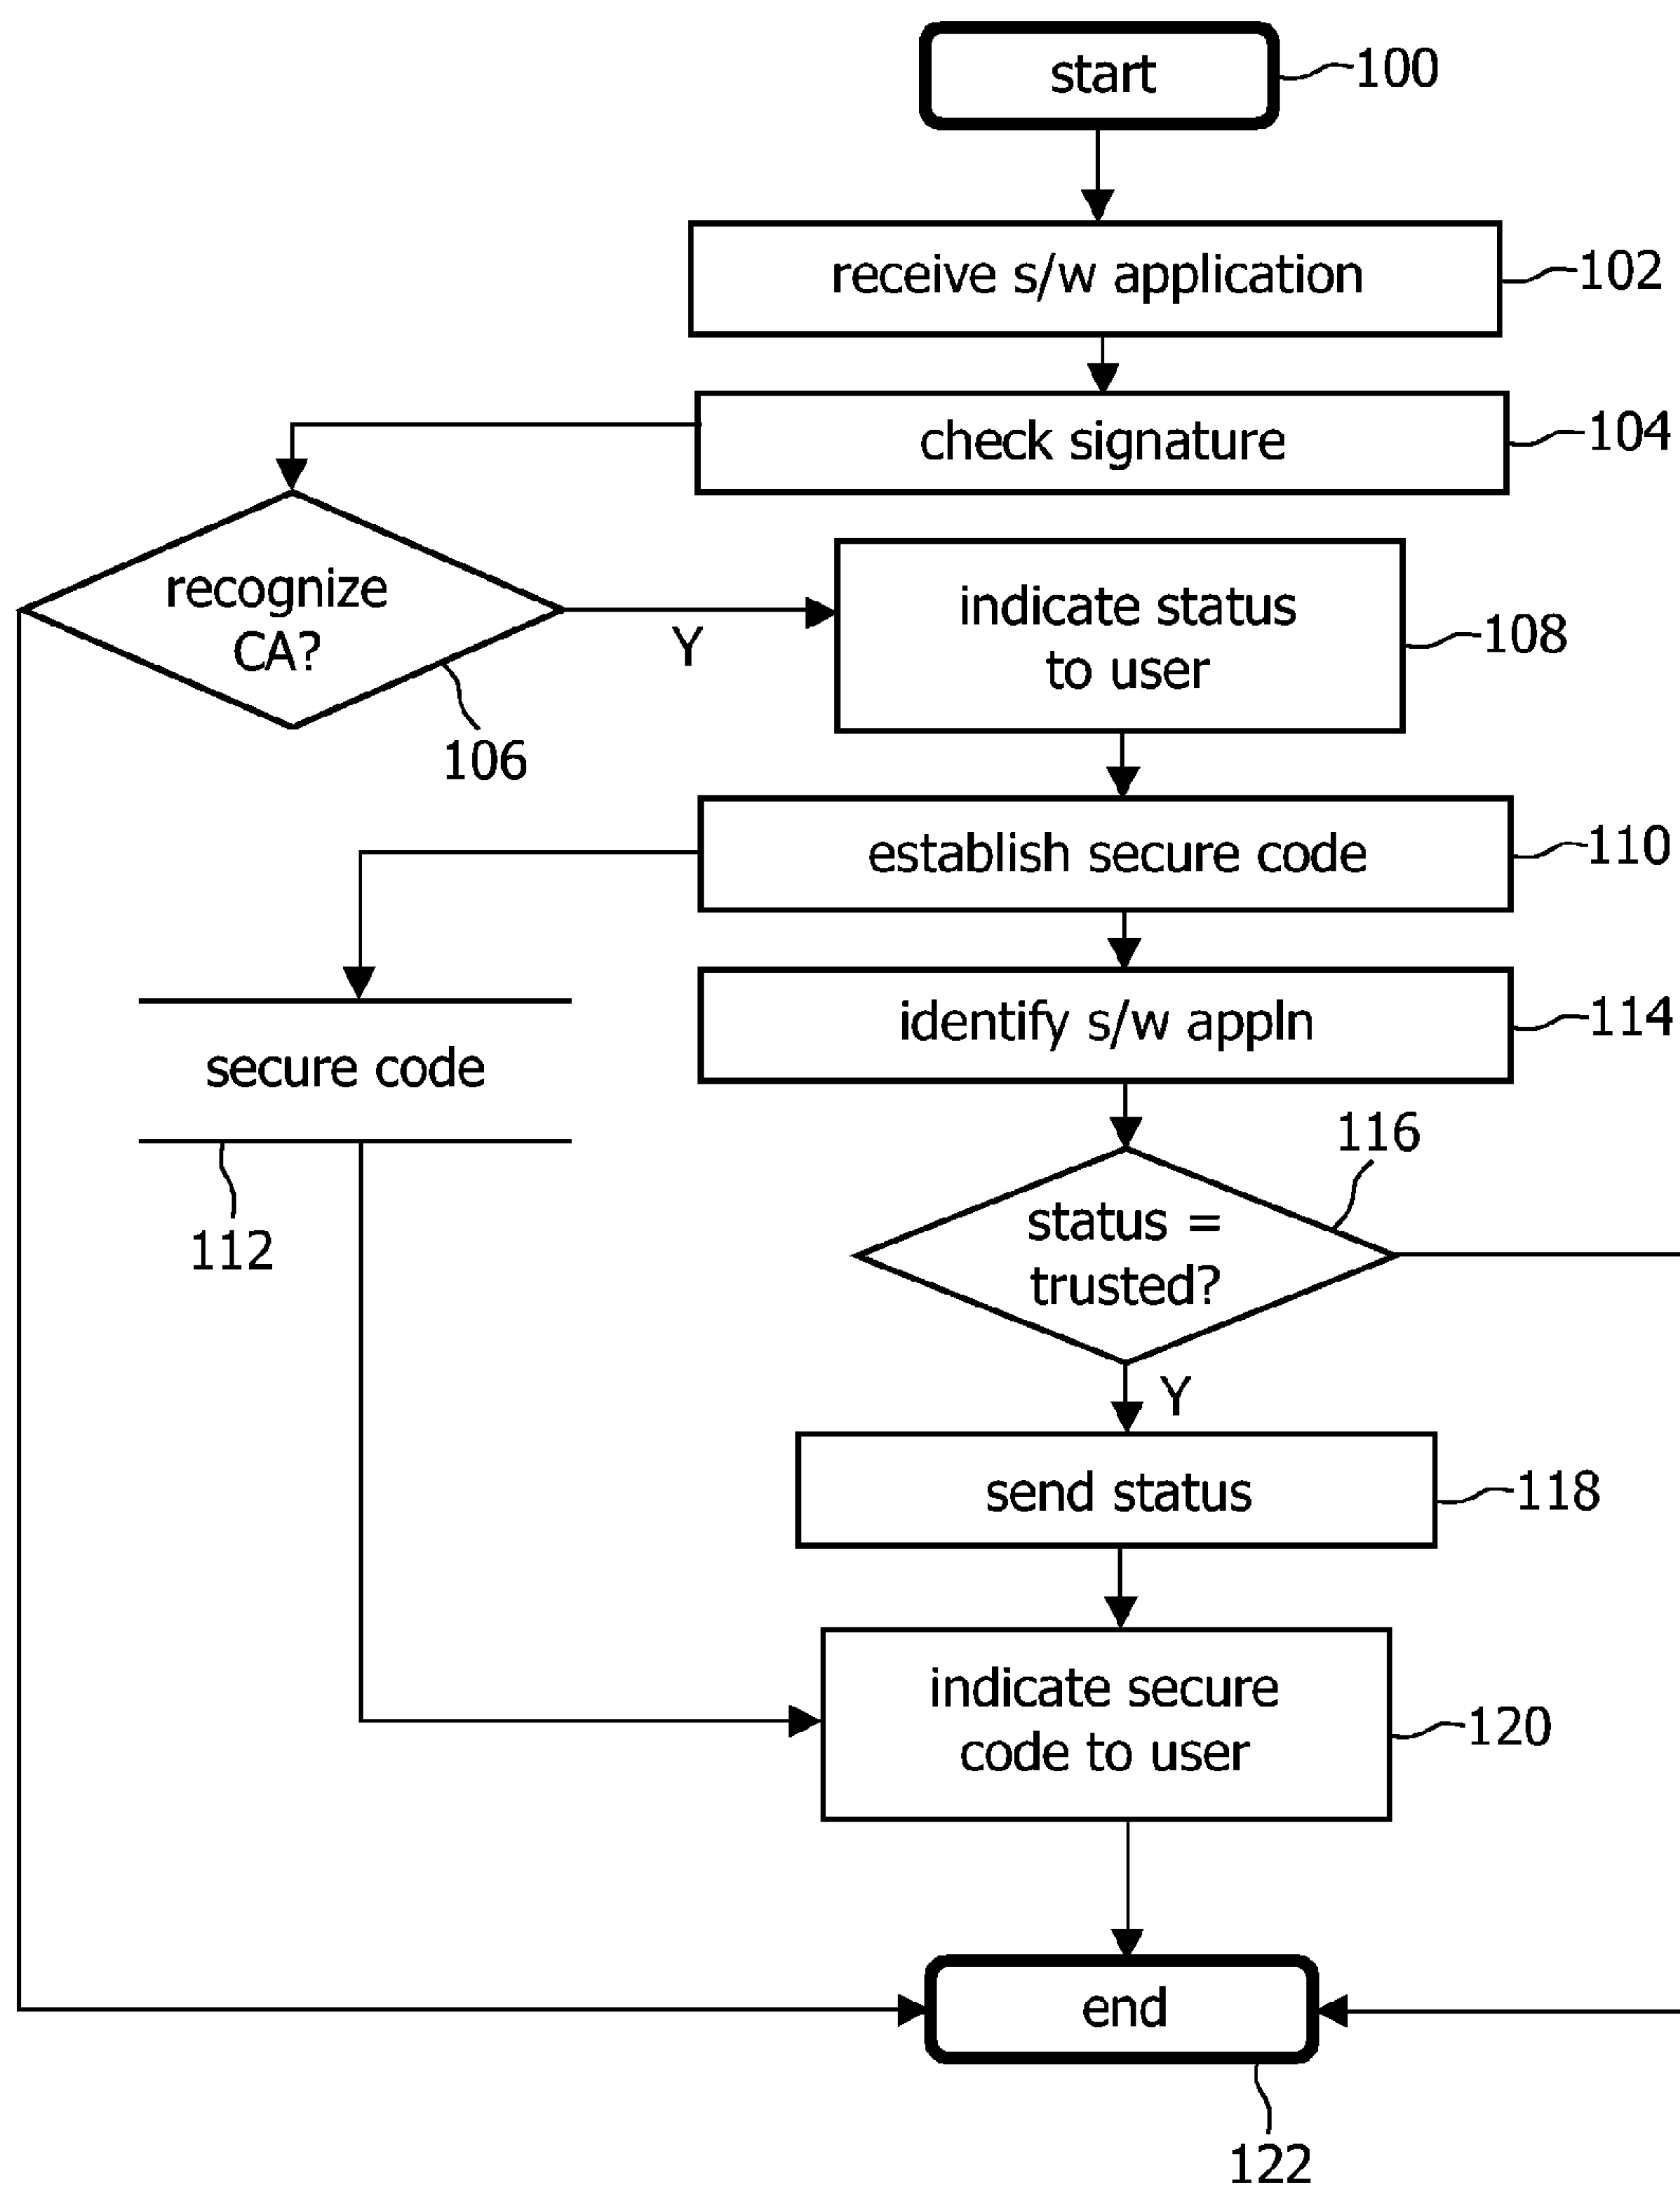 start
100
receive s/w application
102
check signature
104
recognize
CA?
106
Y
indicate status
to user
108
establish secure code
110
secure code
112
identify s/w appln
114
status =
trusted?
116
Y
send status
118
indicate secure
code to user
120
end
122